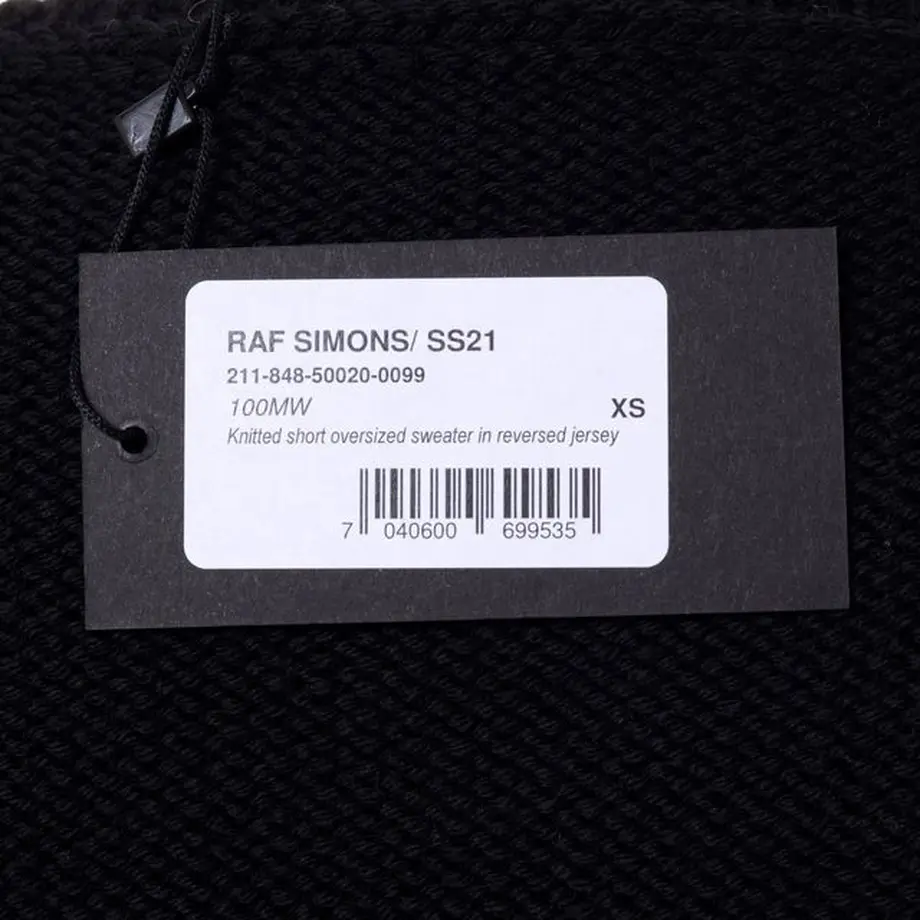 RAF SIMONS/ SS21
211-848-50020-0099
100MW
XS
Knitted short oversized sweater in reversed jersey
7 040600 699535